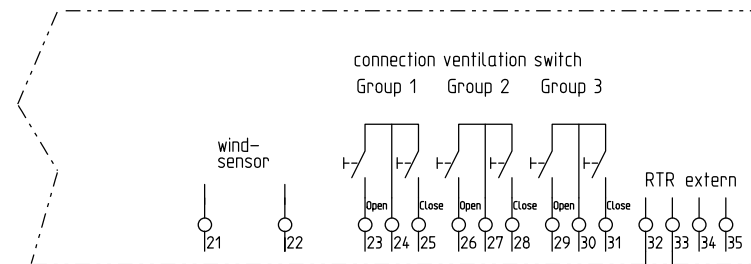 connection ventilation switch
Group 1 Group 2 Group 3
wind-
sensor
RTR extern
Open Close Open Close Open Close
21 22 23 24 25 26 27 28 29 30 31 32 33 34 35